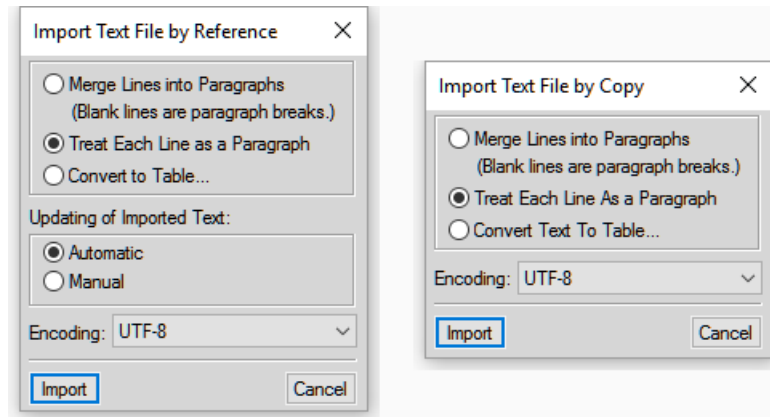 Import Text File by Reference
Merge Lines into Paragraphs
(Blank lines are paragraph breaks.)
Treat Each Line as a Paragraph
Convert to Table...
Updating of Imported Text:
Automatic
Manual
Encoding: UTF-8
Import Cancel
Import Text File by Copy
Merge Lines into Paragraphs
(Blank lines are paragraph breaks.)
Treat Each Line As a Paragraph
Convert Text To Table...
Encoding: UTF-8
Import Cancel